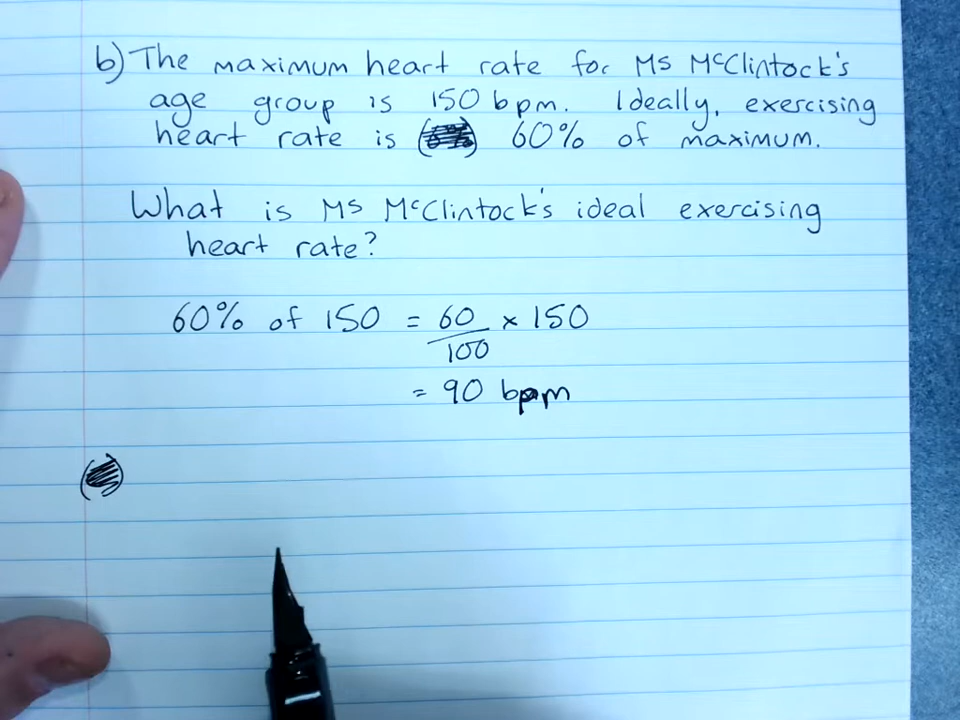 b) The maximum heart rate for Ms McClintock's
age group is 150 bpm. Ideally, exercising
heart rate is 60% of maximum.
What is Ms McClintock's ideal exercising
heart rate?
60% of 150 = 60/100 × 150
= 90 bpm